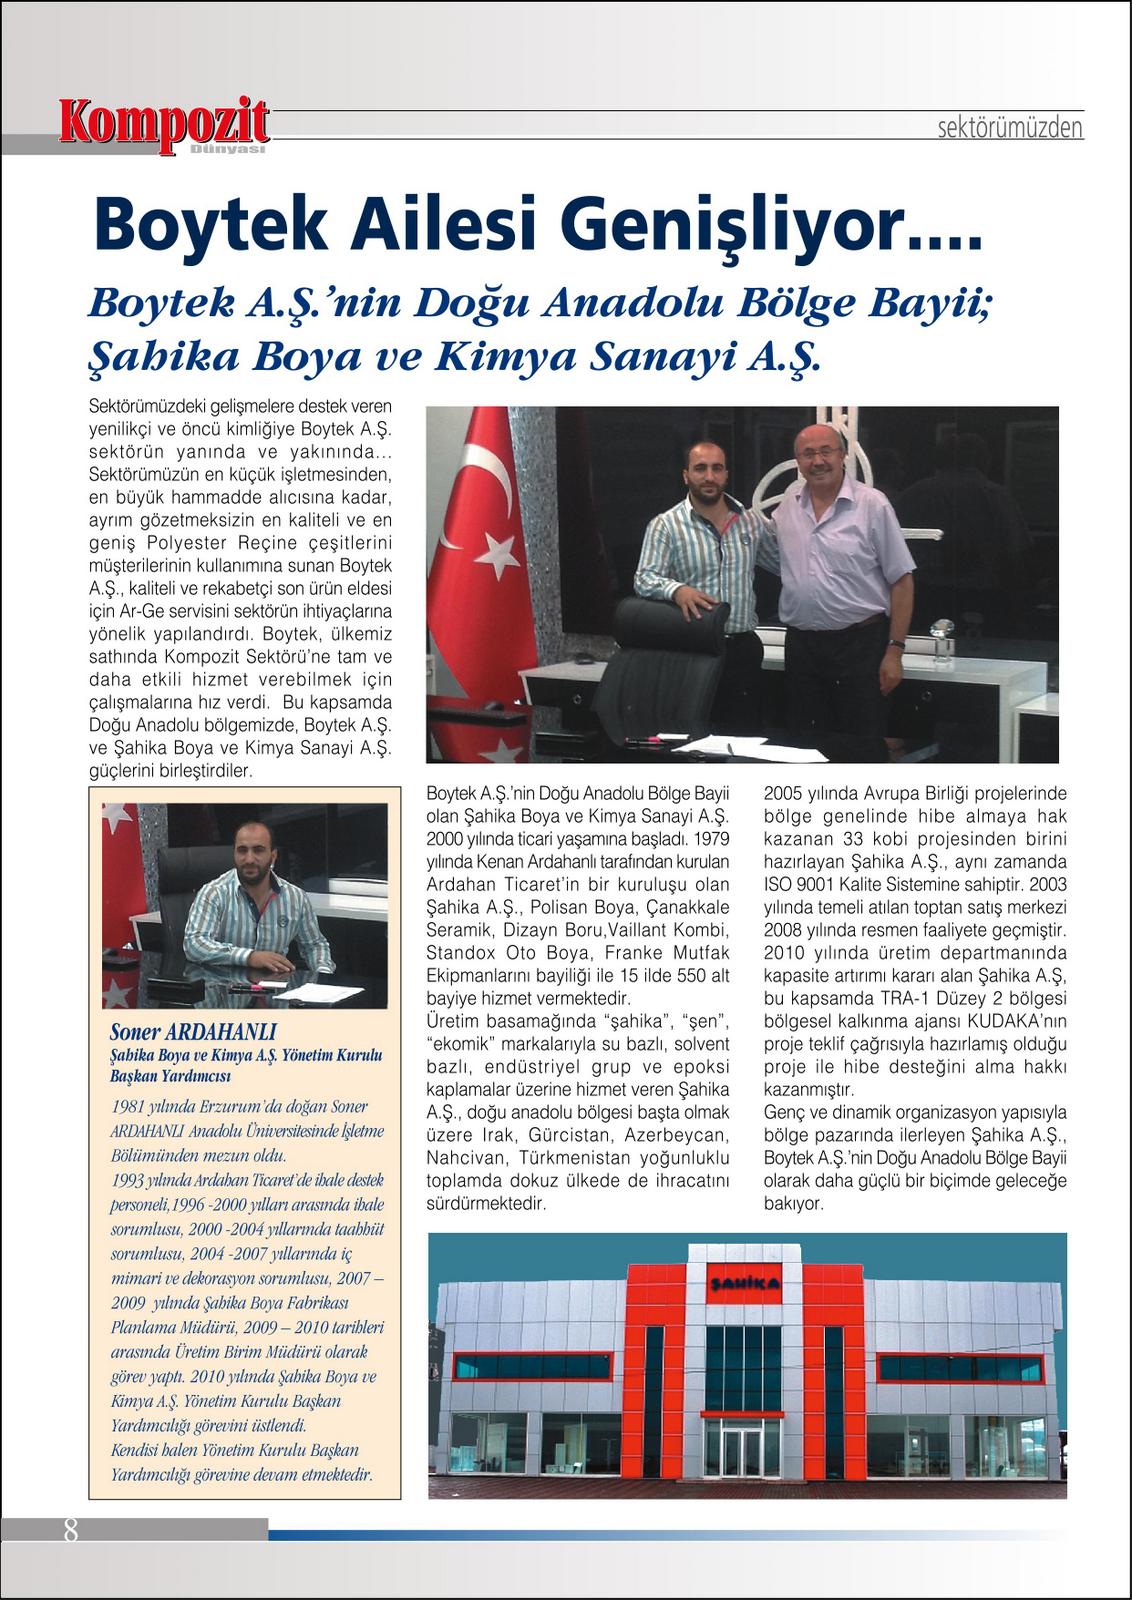 Kompozit
Dünyası
sektörümüzden
Boytek Ailesi Genişliyor....
Boytek A.Ş.'nin Doğu Anadolu Bölge Bayii;
Şahika Boya ve Kimya Sanayi A.Ş.
Sektörümüzdeki gelişmelere destek veren
yenilikçi ve öncü kimliğiye Boytek A.Ş.
sektörün yanında ve yakınında...
Sektörümüzün en küçük işletmesinden,
en büyük hammadde alıcısına kadar,
ayrım gözetmeksizin en kaliteli ve en
geniş Polyester Reçine çeşitlerini
müşterilerinin kullanımına sunan Boytek
A.Ş., kaliteli ve rekabetçi son ürün eldesi
için Ar-Ge servisini sektörün ihtiyaçlarına
yönelik yapılandırdı. Boytek, ülkemiz
sathında Kompozit Sektörü'ne tam ve
daha etkili hizmet verebilmek için
çalışmalarına hız verdi. Bu kapsamda
Doğu Anadolu bölgemizde, Boytek A.Ş.
ve Şahika Boya ve Kimya Sanayi A.Ş.
güçlerini birleştirdiler.
Soner ARDAHANLI
Şahika Boya ve Kimya A.Ş. Yönetim Kurulu
Başkan Yardımcısı
1981 yılında Erzurum'da doğan Soner
ARDAHANLI Anadolu Üniversitesinde İşletme
Bölümünden mezun oldu.
1993 yılında Ardahan Ticaret'de ihale destek
personeli,1996 -2000 yılları arasında ihale
sorumlusu, 2000 -2004 yıllarında taahhüt
sorumlusu, 2004 -2007 yıllarında iç
mimari ve dekorasyon sorumlusu, 2007 –
2009 yılında Şahika Boya Fabrikası
Planlama Müdürü, 2009 – 2010 tarihleri
arasında Üretim Birim Müdürü olarak
görev yaptı. 2010 yılında Şahika Boya ve
Kimya A.Ş. Yönetim Kurulu Başkan
Yardımcılığı görevini üstlendi.
Kendisi halen Yönetim Kurulu Başkan
Yardımcılığı görevine devam etmektedir.
Boytek A.Ş.'nin Doğu Anadolu Bölge Bayii
olan Şahika Boya ve Kimya Sanayi A.Ş.
2000 yılında ticari yaşamına başladı. 1979
yılında Kenan Ardahanlı tarafından kurulan
Ardahan Ticaret'in bir kuruluşu olan
Şahika A.Ş., Polisan Boya, Çanakkale
Seramik, Dizayn Boru,Vaillant Kombi,
Standox Oto Boya, Franke Mutfak
Ekipmanlarını bayiliği ile 15 ilde 550 alt
bayiye hizmet vermektedir.
Üretim basamağında “şahika”, “şen”,
“ekomik” markalarıyla su bazlı, solvent
bazlı, endüstriyel grup ve epoksi
kaplamalar üzerine hizmet veren Şahika
A.Ş., doğu anadolu bölgesi başta olmak
üzere Irak, Gürcistan, Azerbeycan,
Nahcivan, Türkmenistan yoğunluklu
toplamda dokuz ülkede de ihracatını
sürdürmektedir.
2005 yılında Avrupa Birliği projelerinde
bölge genelinde hibe almaya hak
kazanan 33 kobi projesinden birini
hazırlayan Şahika A.Ş., aynı zamanda
ISO 9001 Kalite Sistemine sahiptir. 2003
yılında temeli atılan toptan satış merkezi
2008 yılında resmen faaliyete geçmiştir.
2010 yılında üretim departmanında
kapasite artırımı kararı alan Şahika A.Ş,
bu kapsamda TRA-1 Düzey 2 bölgesi
bölgesel kalkınma ajansı KUDAKA'nın
proje teklif çağrısıyla hazırlamış olduğu
proje ile hibe desteğini alma hakkı
kazanmıştır.
Genç ve dinamik organizasyon yapısıyla
bölge pazarında ilerleyen Şahika A.Ş.,
Boytek A.Ş.'nin Doğu Anadolu Bölge Bayii
olarak daha güçlü bir biçimde geleceğe
bakıyor.
ŞAHİKA
8